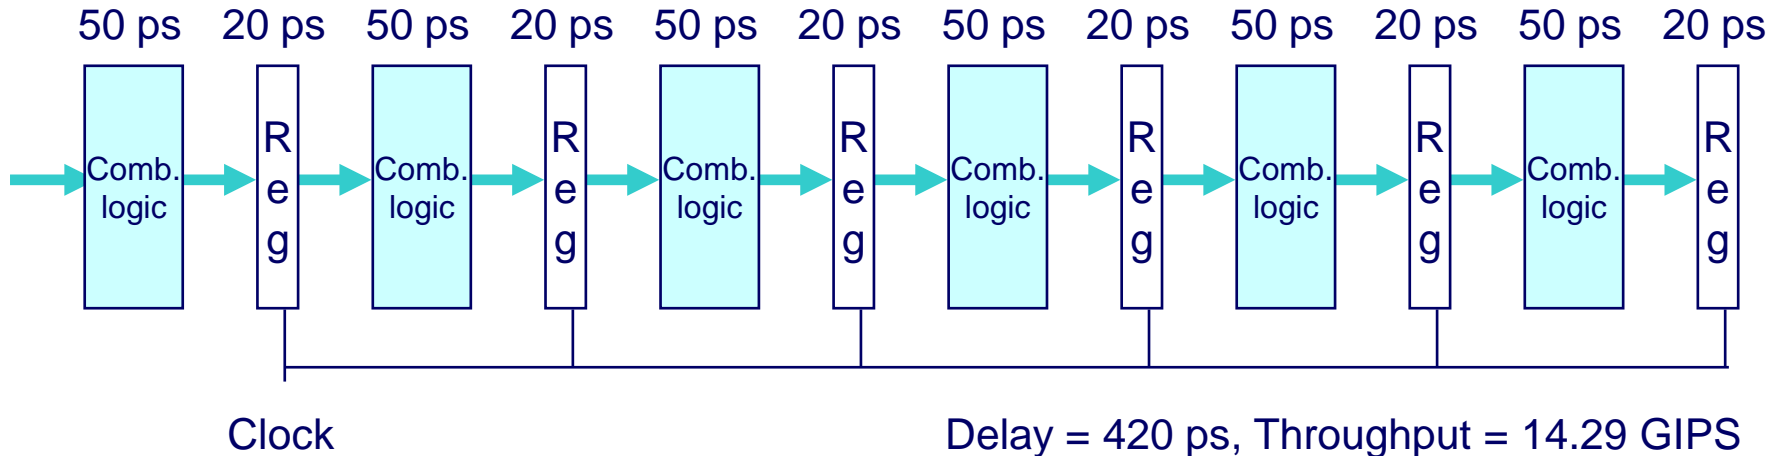 50 ps 20 ps 50 ps 20 ps 50 ps 20 ps 50 ps 20 ps 50 ps 20 ps 50 ps 20 ps
Comb.
logic
R
e
g
Comb.
logic
R
e
g
Comb.
logic
R
e
g
Comb.
logic
R
e
g
Comb.
logic
R
e
g
Comb.
logic
R
e
g
Clock
Delay = 420 ps, Throughput = 14.29 GIPS